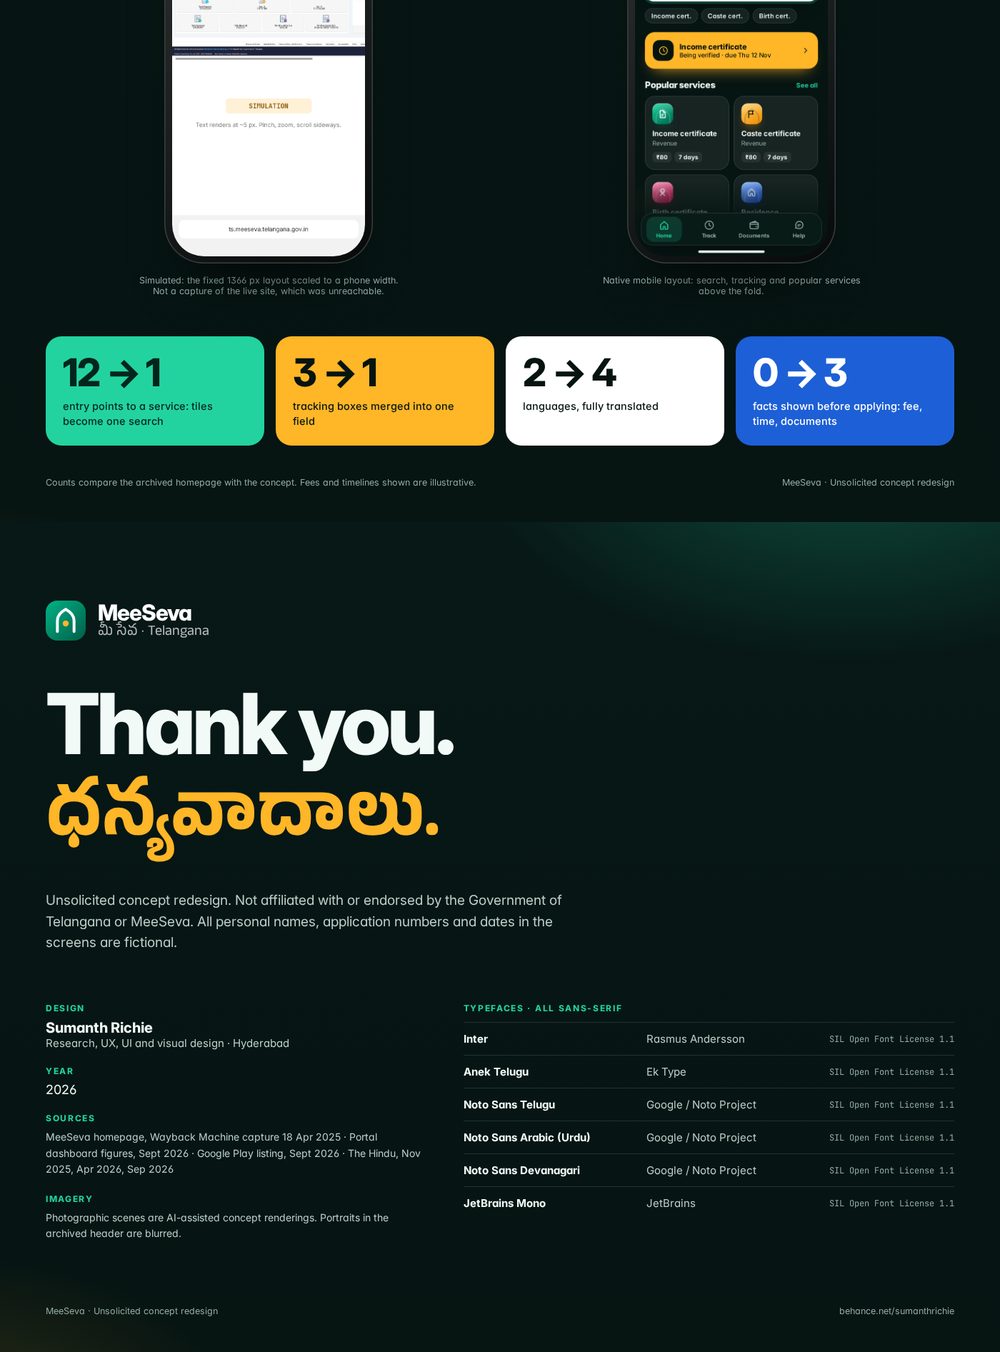 SIMULATION
Text renders at ~5 px. Pinch, zoom, scroll sideways.
ts.meeseva.telangana.gov.in
Simulated: the fixed 1366 px layout scaled to a phone width.
Not a capture of the live site, which was unreachable.
Income cert.
Caste cert.
Birth cert.
Income certificate
Being verified · due Thu 12 Nov
Popular services
See all
Income certificate
Revenue
₹80
7 days
Caste certificate
Revenue
₹80
7 days
Birth certificate
Residence
Home
Track
Documents
Help
Native mobile layout: search, tracking and popular services
above the fold.
12 → 1
entry points to a service: tiles
become one search
3 → 1
tracking boxes merged into one
field
2 → 4
languages, fully translated
0 → 3
facts shown before applying: fee,
time, documents
Counts compare the archived homepage with the concept. Fees and timelines shown are illustrative.
MeeSeva · Unsolicited concept redesign
MeeSeva
మీ సేవ · Telangana
Thank you.
ధన్యవాదాలు.
Unsolicited concept redesign. Not affiliated with or endorsed by the Government of
Telangana or MeeSeva. All personal names, application numbers and dates in the
screens are fictional.
DESIGN
Sumanth Richie
Research, UX, UI and visual design · Hyderabad
YEAR
2026
SOURCES
MeeSeva homepage, Wayback Machine capture 18 Apr 2025 · Portal
dashboard figures, Sept 2026 · Google Play listing, Sept 2026 · The Hindu, Nov
2025, Apr 2026, Sep 2026
IMAGERY
Photographic scenes are AI-assisted concept renderings. Portraits in the
archived header are blurred.
TYPEFACES · ALL SANS-SERIF
Inter Rasmus Andersson SIL Open Font License 1.1
Anek Telugu Ek Type SIL Open Font License 1.1
Noto Sans Telugu Google / Noto Project SIL Open Font License 1.1
Noto Sans Arabic (Urdu) Google / Noto Project SIL Open Font License 1.1
Noto Sans Devanagari Google / Noto Project SIL Open Font License 1.1
JetBrains Mono JetBrains SIL Open Font License 1.1
MeeSeva · Unsolicited concept redesign
behance.net/sumanthrichie